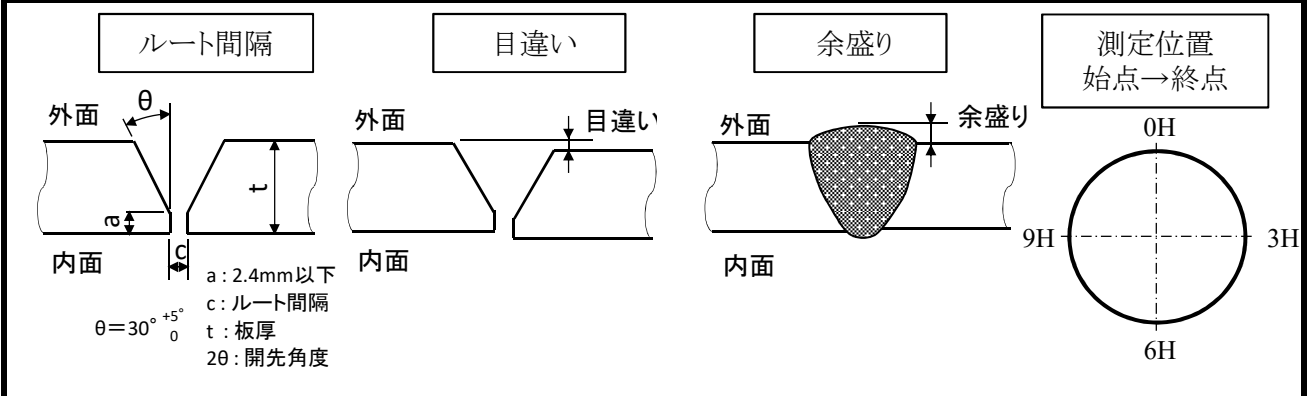 ルート間隔
外面
θ
t
a
c
内面
a : 2.4mm以下
c : ルート間隔
t : 板厚
2θ : 開先角度
θ＝30° +5° 0
目違い
外面
目違い
内面
余盛り
外面
余盛り
内面
測定位置
始点→終点
0H
9H
3H
6H